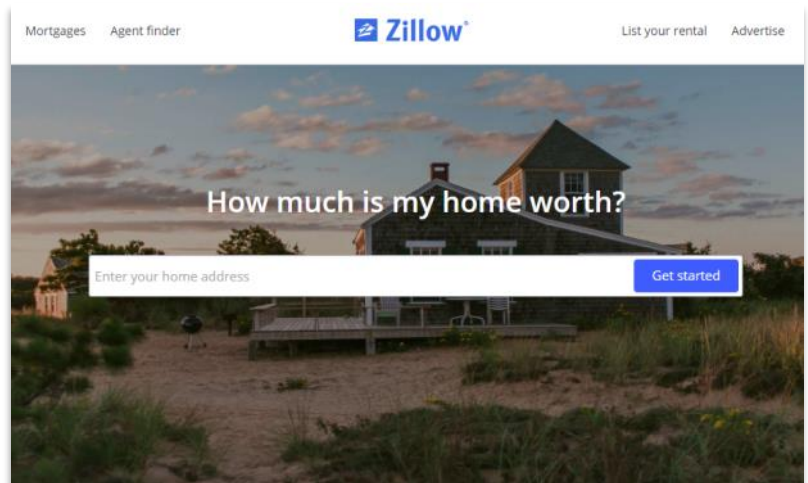 Mortgages Agent finder Zillow® List your rental Advertise
How much is my home worth?
Enter your home address Get started